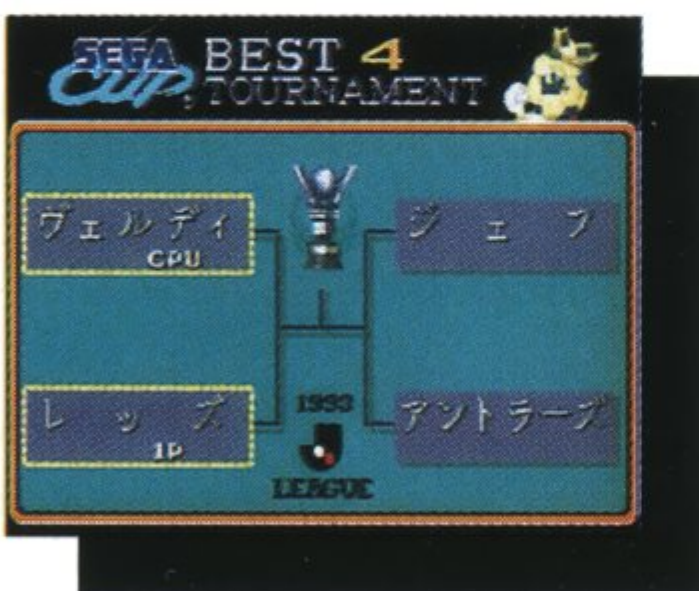 SEGA CUP, BEST 4 TOURNAMENT
ヴェルディ
CPU
ジェフ
レッズ
1P
アントラーズ
1993
J
LEAGUE